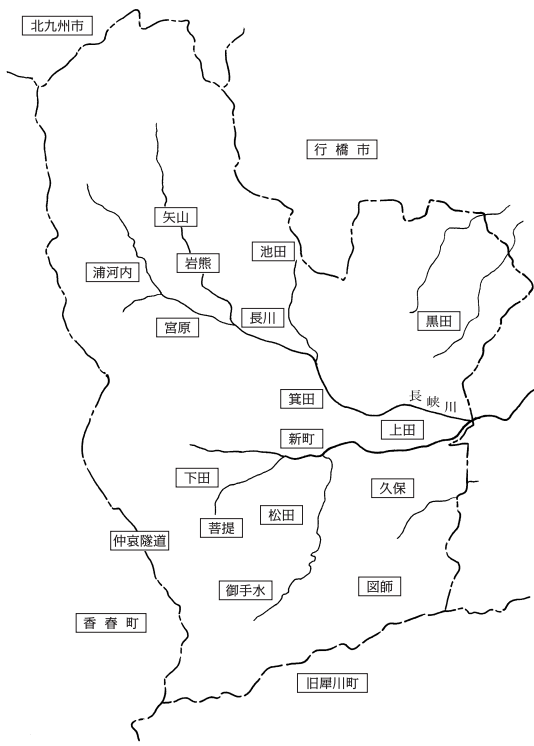 北九州市
行橋市
矢山
岩熊
池田
浦河内
宮原
長川
黒田
箕田
長峡川
上田
新町
下田
久保
菩提
松田
仲哀隧道
御手水
図師
香春町
旧犀川町